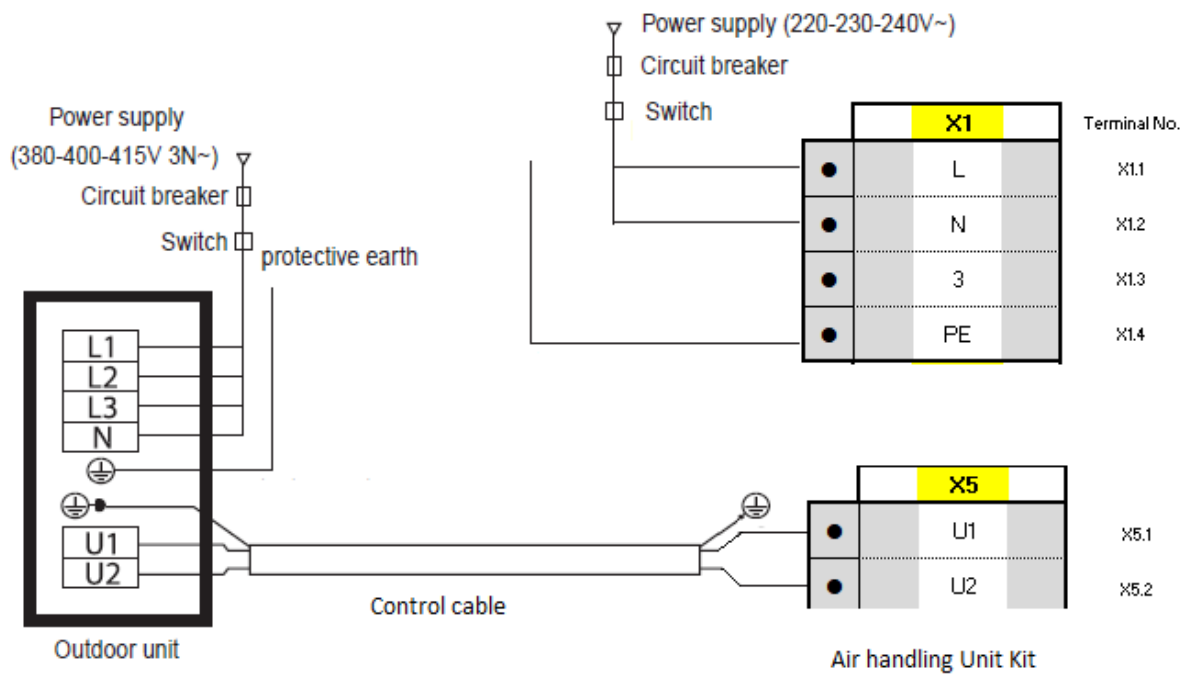 Power supply (220-230-240V~)
Circuit breaker
Switch
Power supply
(380-400-415V 3N~)
Circuit breaker
Switch
protective earth
X1
Terminal No.
L
X1.1
N
X1.2
3
X1.3
PE
X1.4
L1
L2
L3
N
X5
U1
X5.1
U2
X5.2
U1
U2
Control cable
Outdoor unit
Air handling Unit Kit